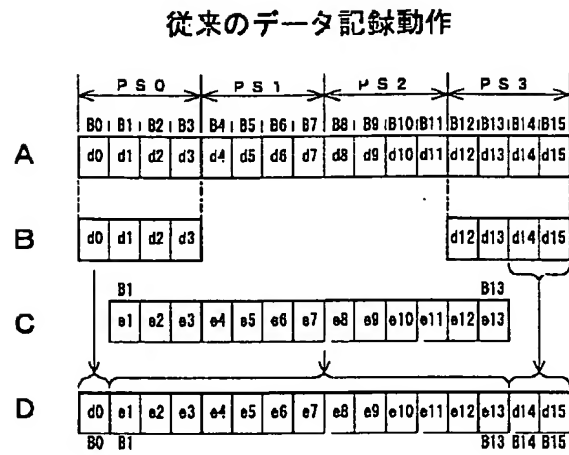 従来のデータ記録動作
PS0 PS1 PS2 PS3
B0 B1 B2 B3 B4 B5 B6 B7 B8 B9 B10 B11 B12 B13 B14 B15
A d0 d1 d2 d3 d4 d5 d6 d7 d8 d9 d10 d11 d12 d13 d14 d15
B d0 d1 d2 d3 d12 d13 d14 d15
B1 B13
C e1 e2 e3 e4 e5 e6 e7 e8 e9 e10 e11 e12 e13
D d0 e1 e2 e3 e4 e5 e6 e7 e8 e9 e10 e11 e12 e13 d14 d15
B0 B1 B13 B14 B15